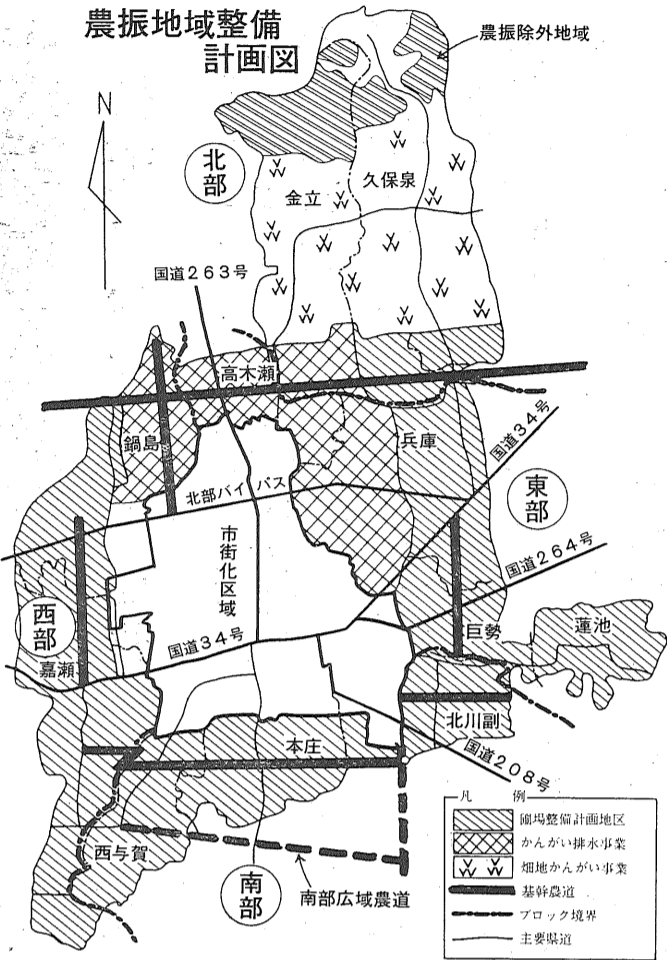 農振地域整備
計画図
農振除外地域
N
北部
金立
久保泉
国道263号
高木瀬
鍋島
兵庫
国道34号
北部バイパス
東部
市街化区域
国道264号
西部
嘉瀬
国道34号
巨勢
蓮池
北川副
本庄
国道208号
西与賀
南部
南部広域農道
凡例
圃場整備計画地区
かんがい排水事業
畑地かんがい事業
基幹農道
ブロック境界
主要県道